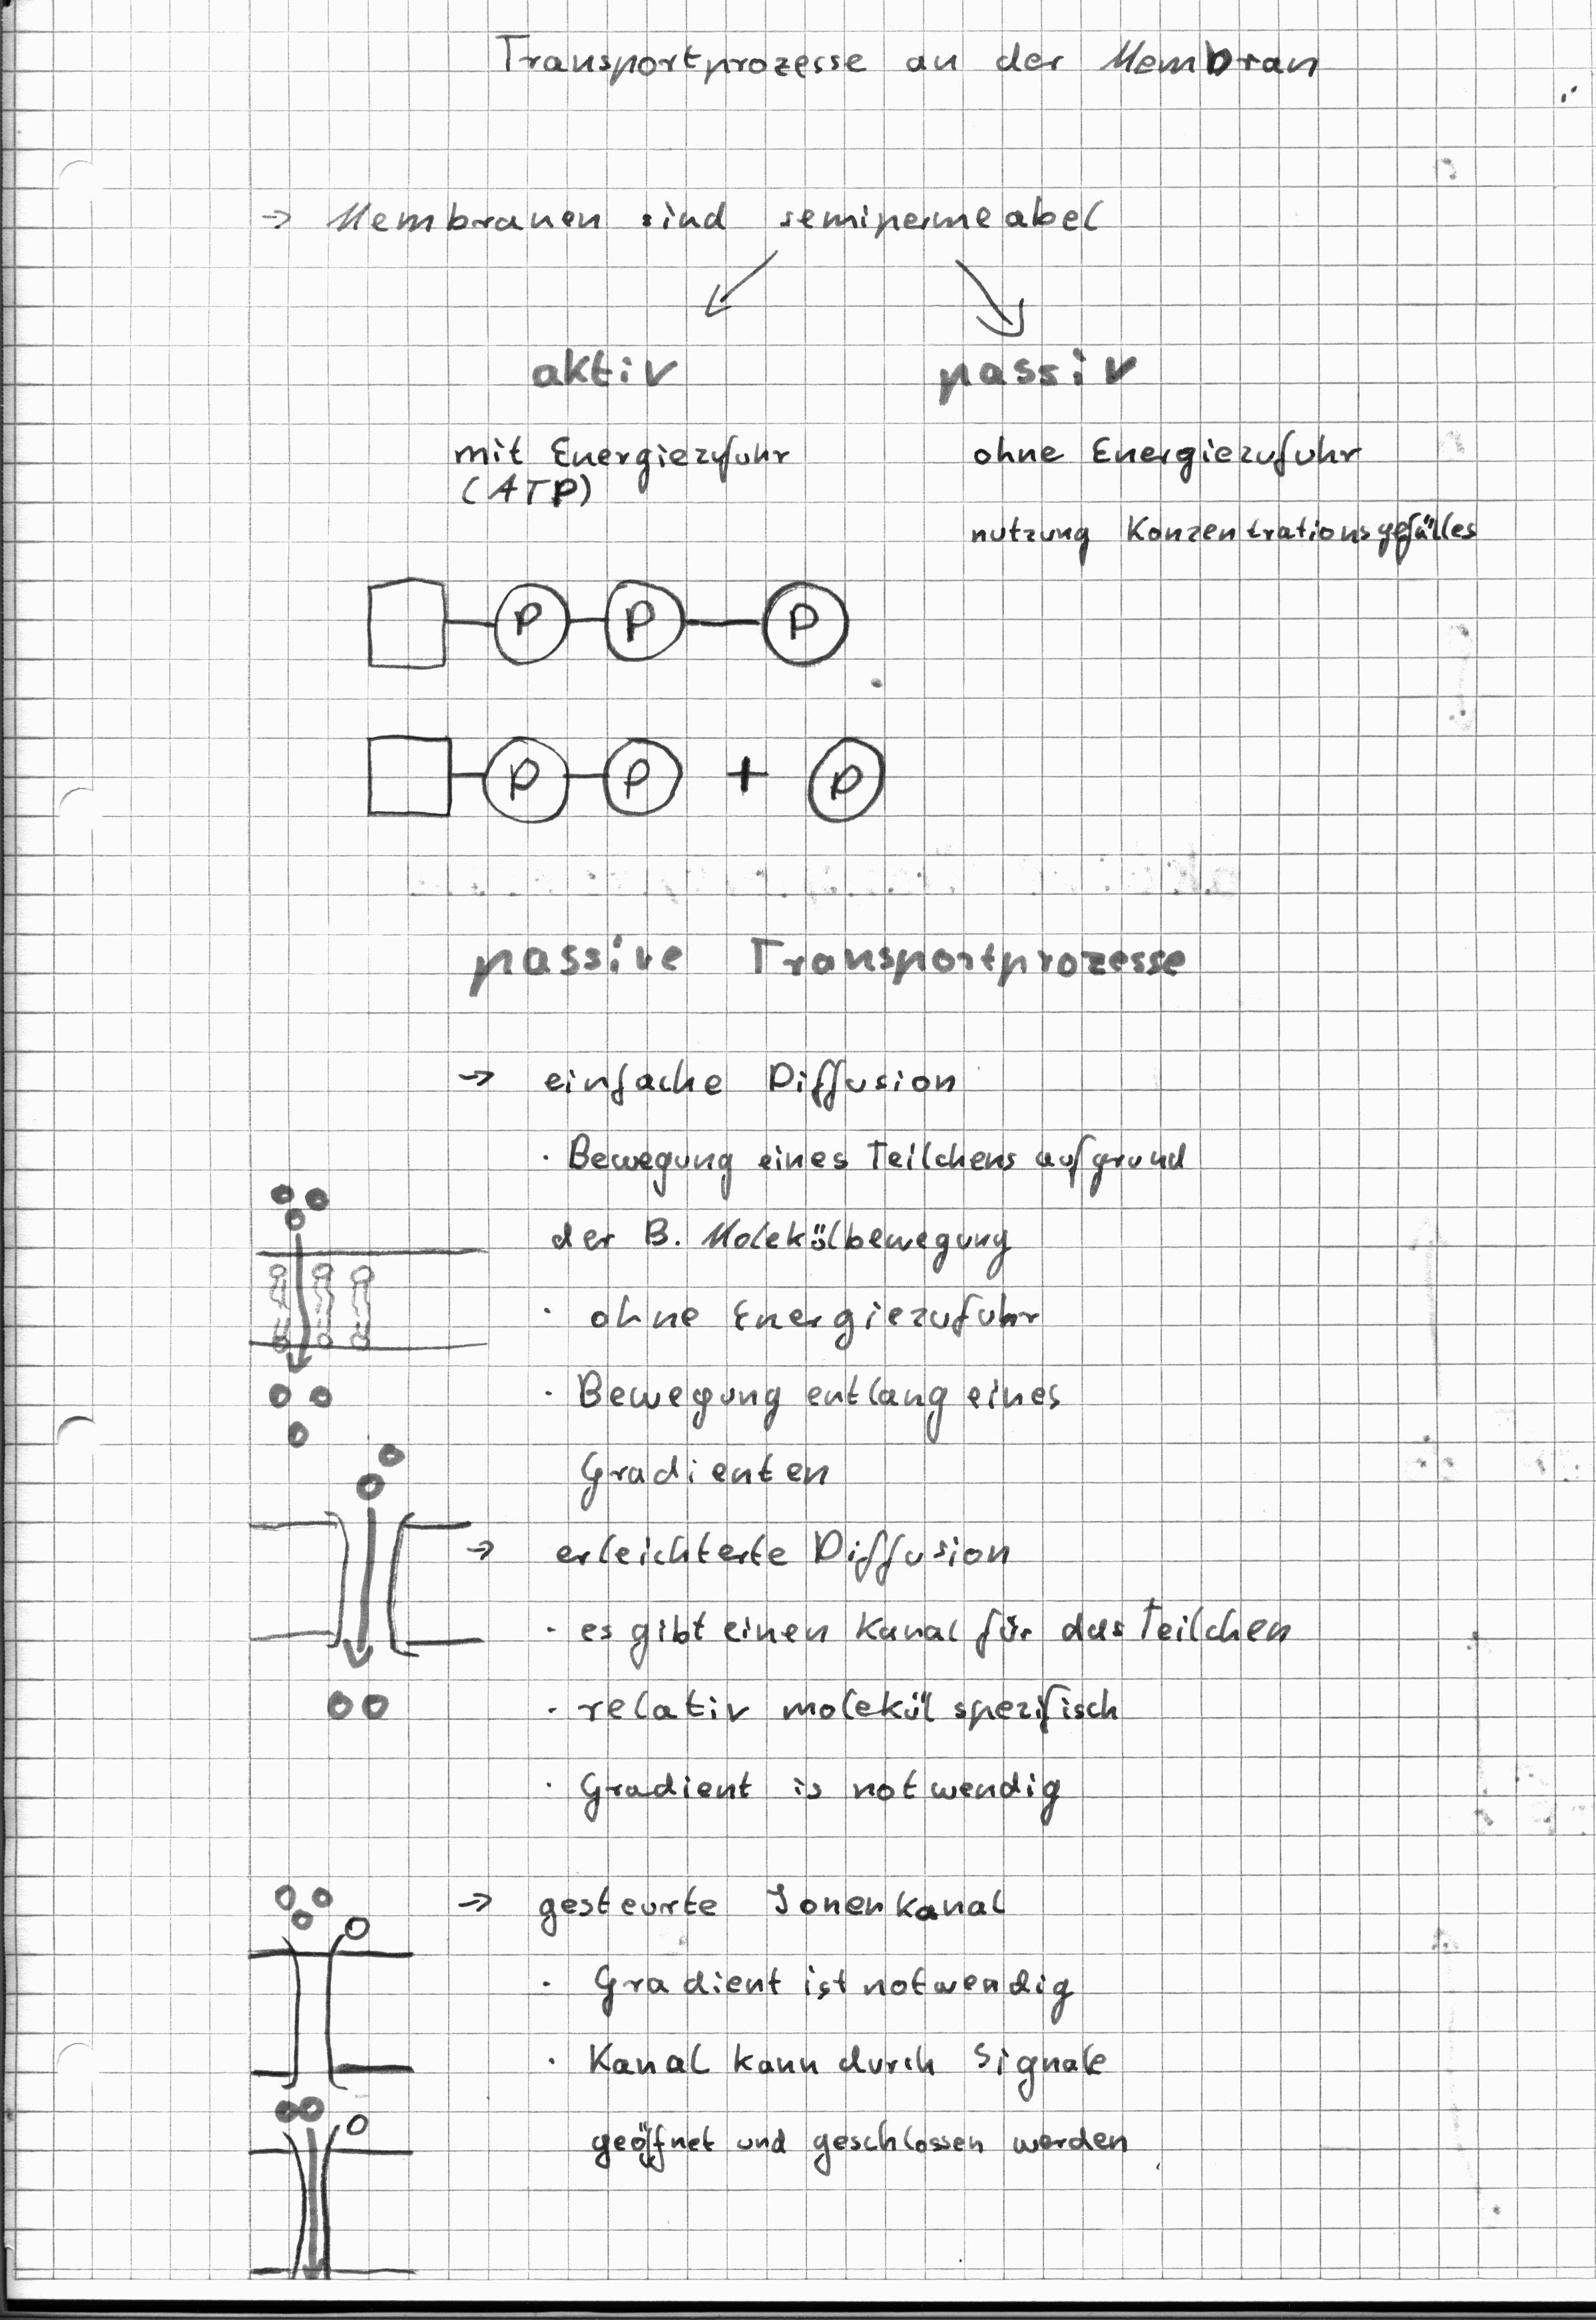 Transportprozesse an der Membran
→ Membranen sind semipermeabel
aktiv passiv
mit Energiezufuhr ohne Energiezufuhr
(ATP)
nutzung Konzentrationsgefälles
P P P
P P + P
passive Transportprozesse
→ einfache Diffusion
· Bewegung eines Teilchens aufgrund
der B. Molekülbewegung
· ohne Energiezufuhr
· Bewegung entlang eines
Gradienten
→ erleichterte Diffusion
· es gibt einen Kanal für das Teilchen
· relativ molekül spezifisch
· Gradient is notwendig
→ gesteurte Ionenkanal
· Gradient ist notwendig
· Kanal kann durch Signale
geöffnet und geschlossen werden